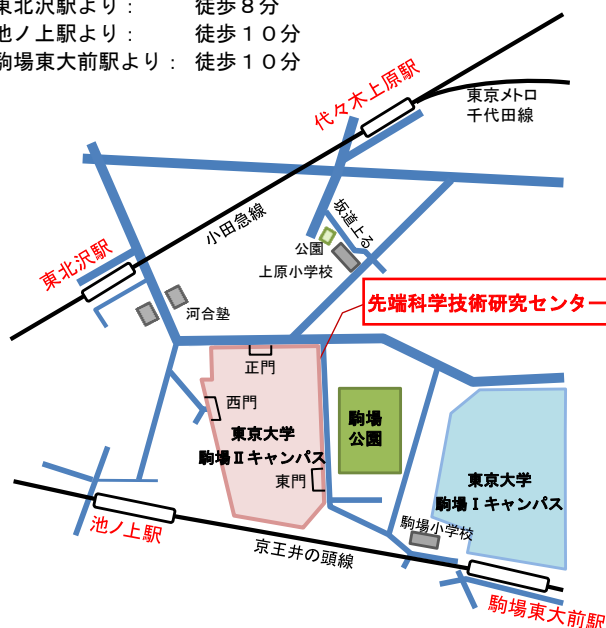 東北沢駅より： 徒歩８分
池ノ上駅より： 徒歩１０分
駒場東大前駅より： 徒歩１０分
代々木上原駅
東京メトロ
千代田線
小田急線
坂道上る
公園
上原小学校
東北沢駅
河合塾
先端科学技術研究センター
正門
西門
東京大学
駒場Ⅱキャンパス
東門
駒場
公園
東京大学
駒場Ⅰキャンパス
駒場小学校
池ノ上駅
京王井の頭線
駒場東大前駅